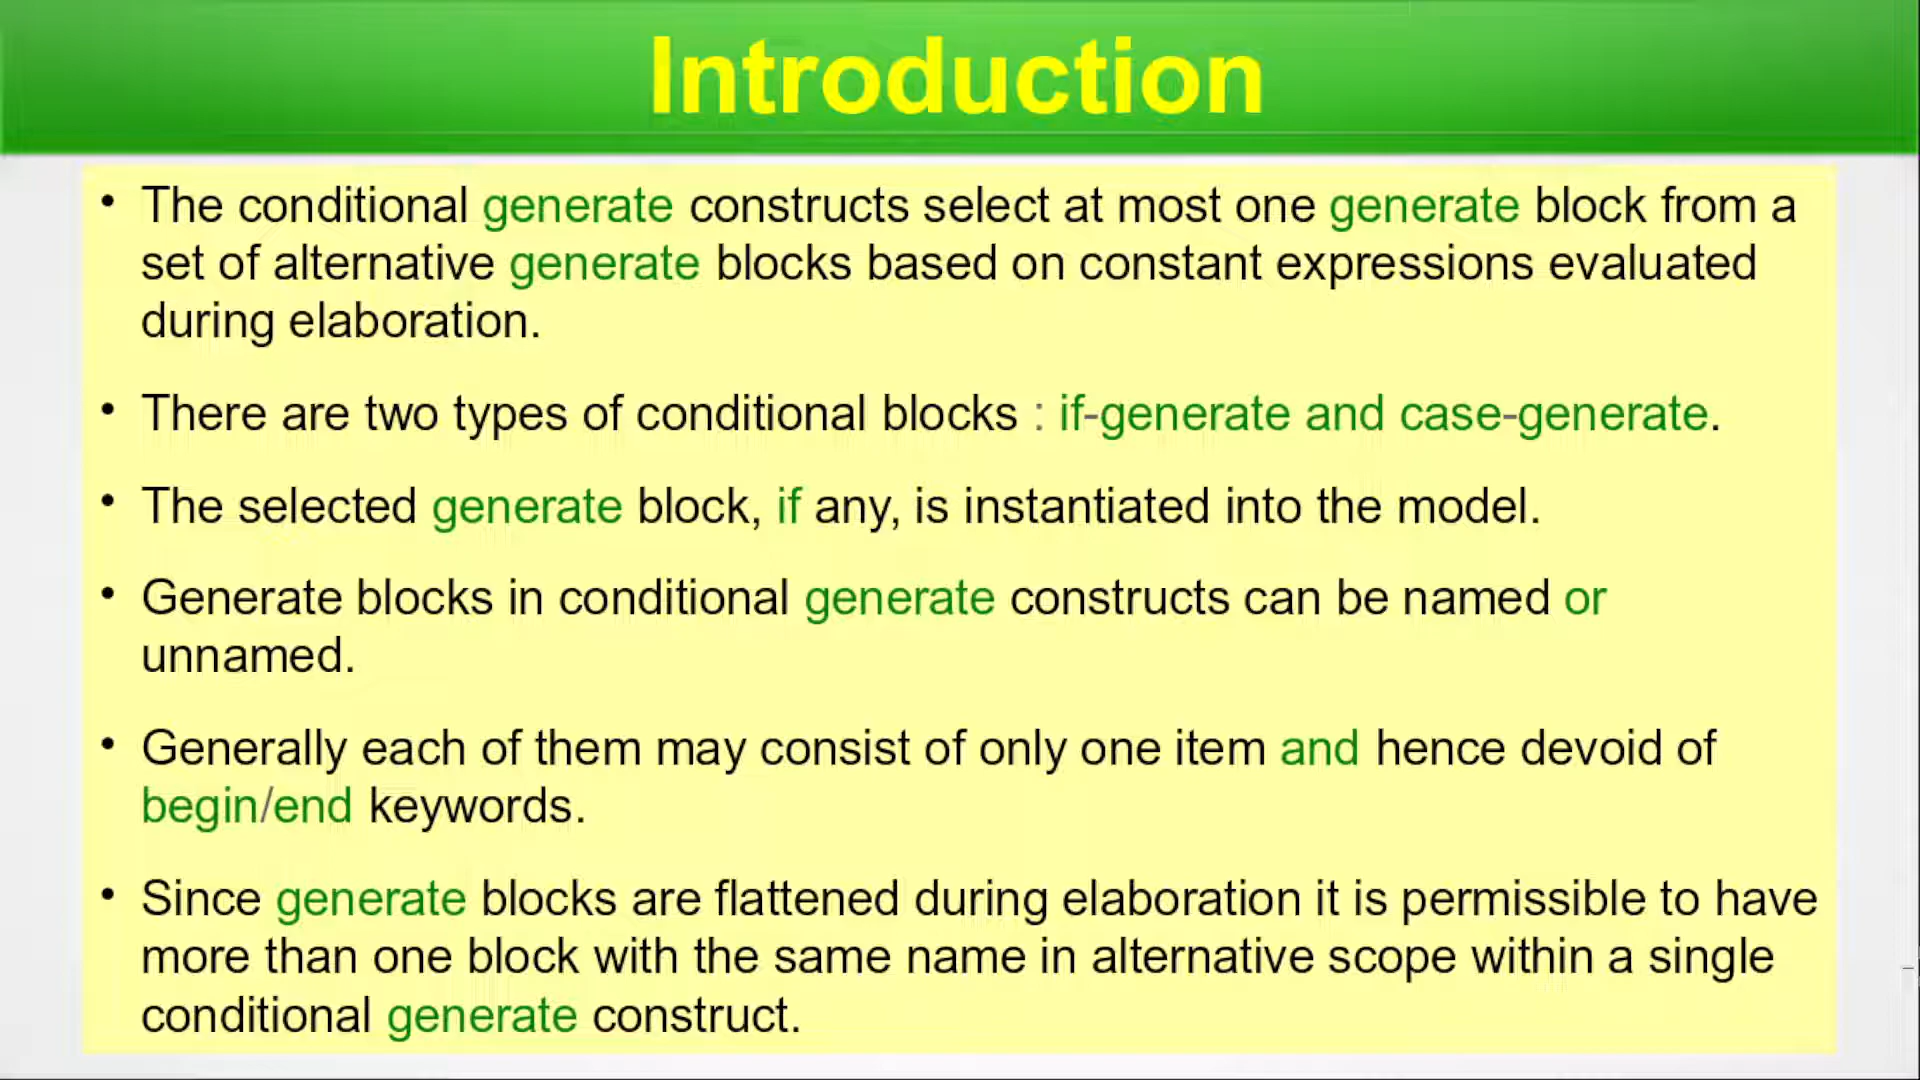 Introduction
• The conditional generate constructs select at most one generate block from a
set of alternative generate blocks based on constant expressions evaluated
during elaboration.
• There are two types of conditional blocks : if-generate and case-generate.
• The selected generate block, if any, is instantiated into the model.
• Generate blocks in conditional generate constructs can be named or
unnamed.
• Generally each of them may consist of only one item and hence devoid of
begin/end keywords.
• Since generate blocks are flattened during elaboration it is permissible to have
more than one block with the same name in alternative scope within a single
conditional generate construct.